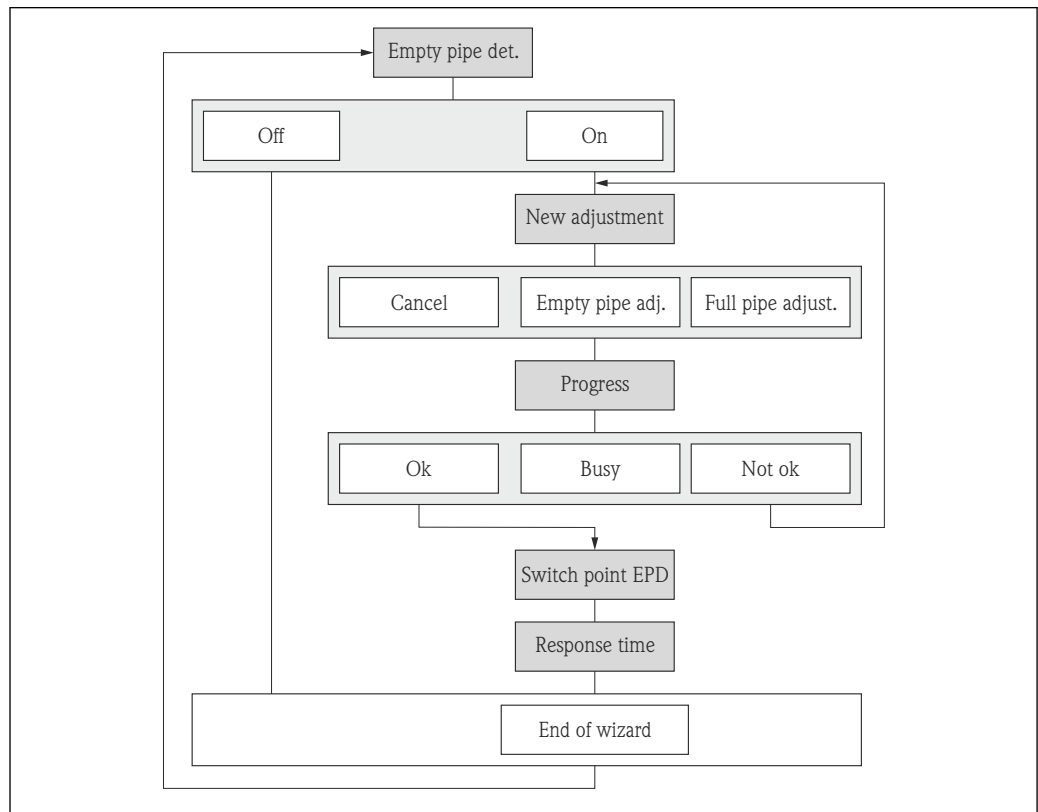 Empty pipe det.
Off
On
New adjustment
Cancel
Empty pipe adj.
Full pipe adjust.
Progress
Ok
Busy
Not ok
Switch point EPD
Response time
End of wizard